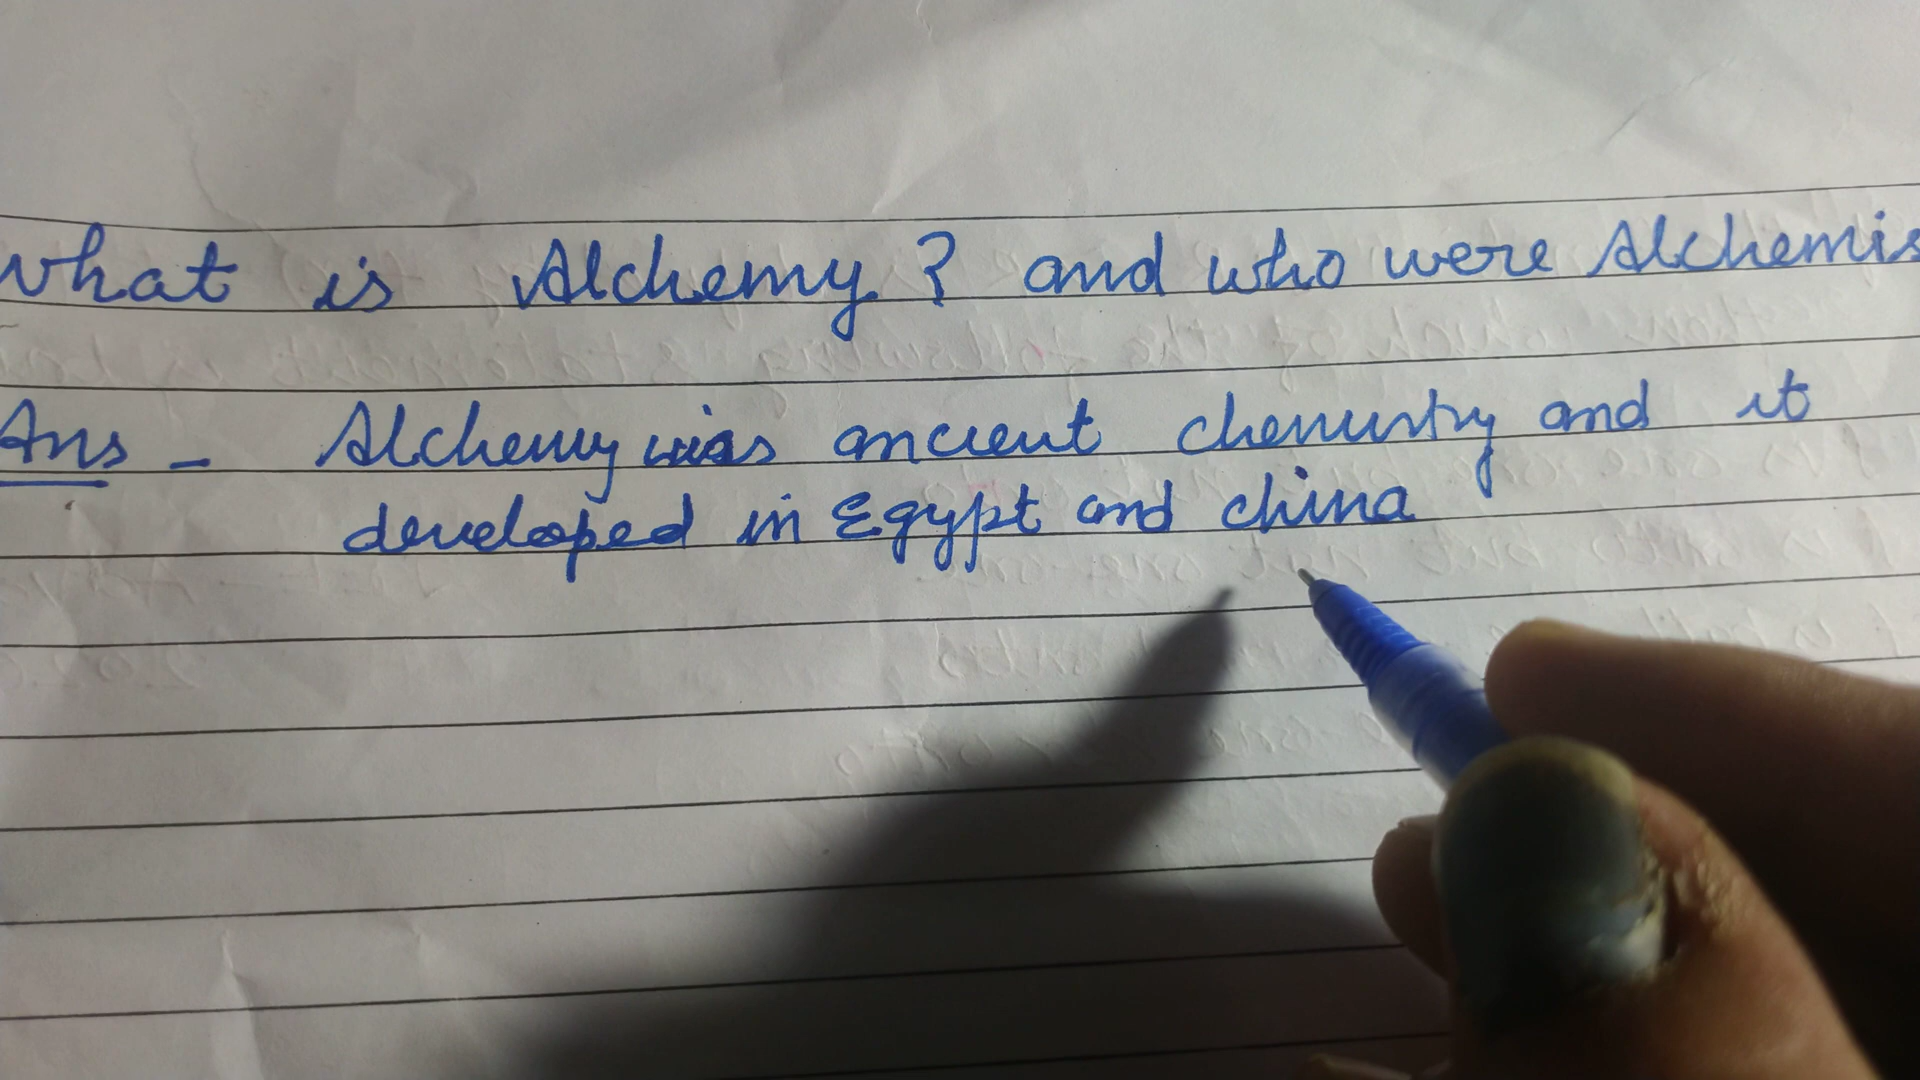 What is Alchemy? and who were Alchemis
Ans - Alchemy was ancient chemistry and it
developed in Egypt and china